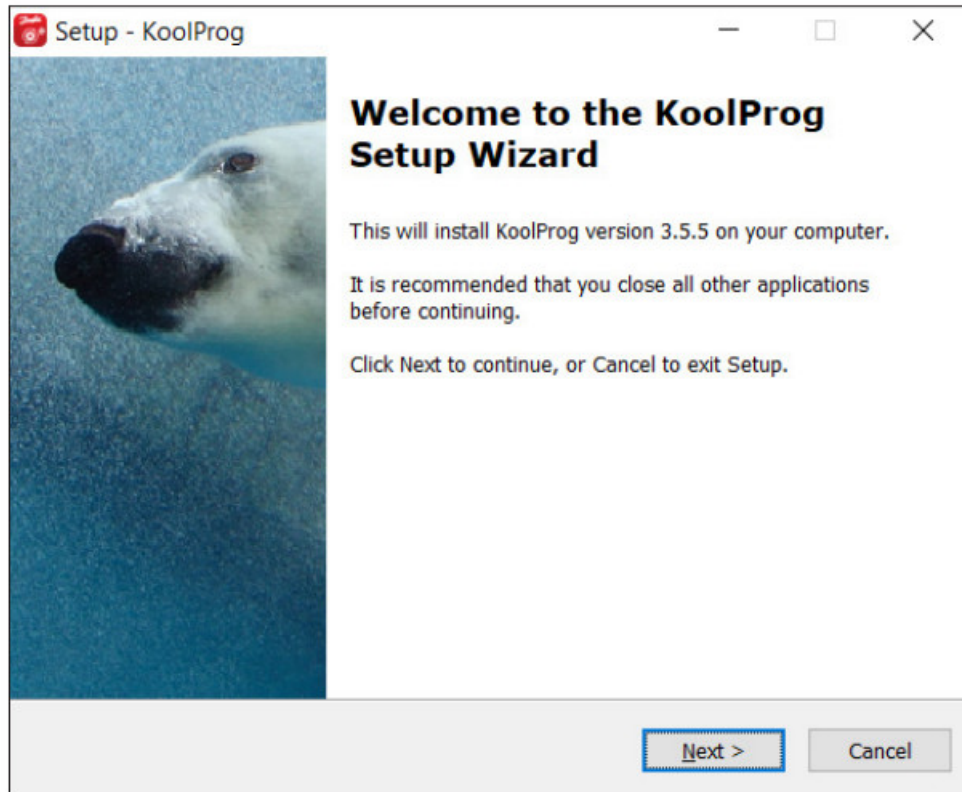 Setup - KoolProg
Welcome to the KoolProg
Setup Wizard
This will install KoolProg version 3.5.5 on your computer.
It is recommended that you close all other applications
before continuing.
Click Next to continue, or Cancel to exit Setup.
Next >
Cancel